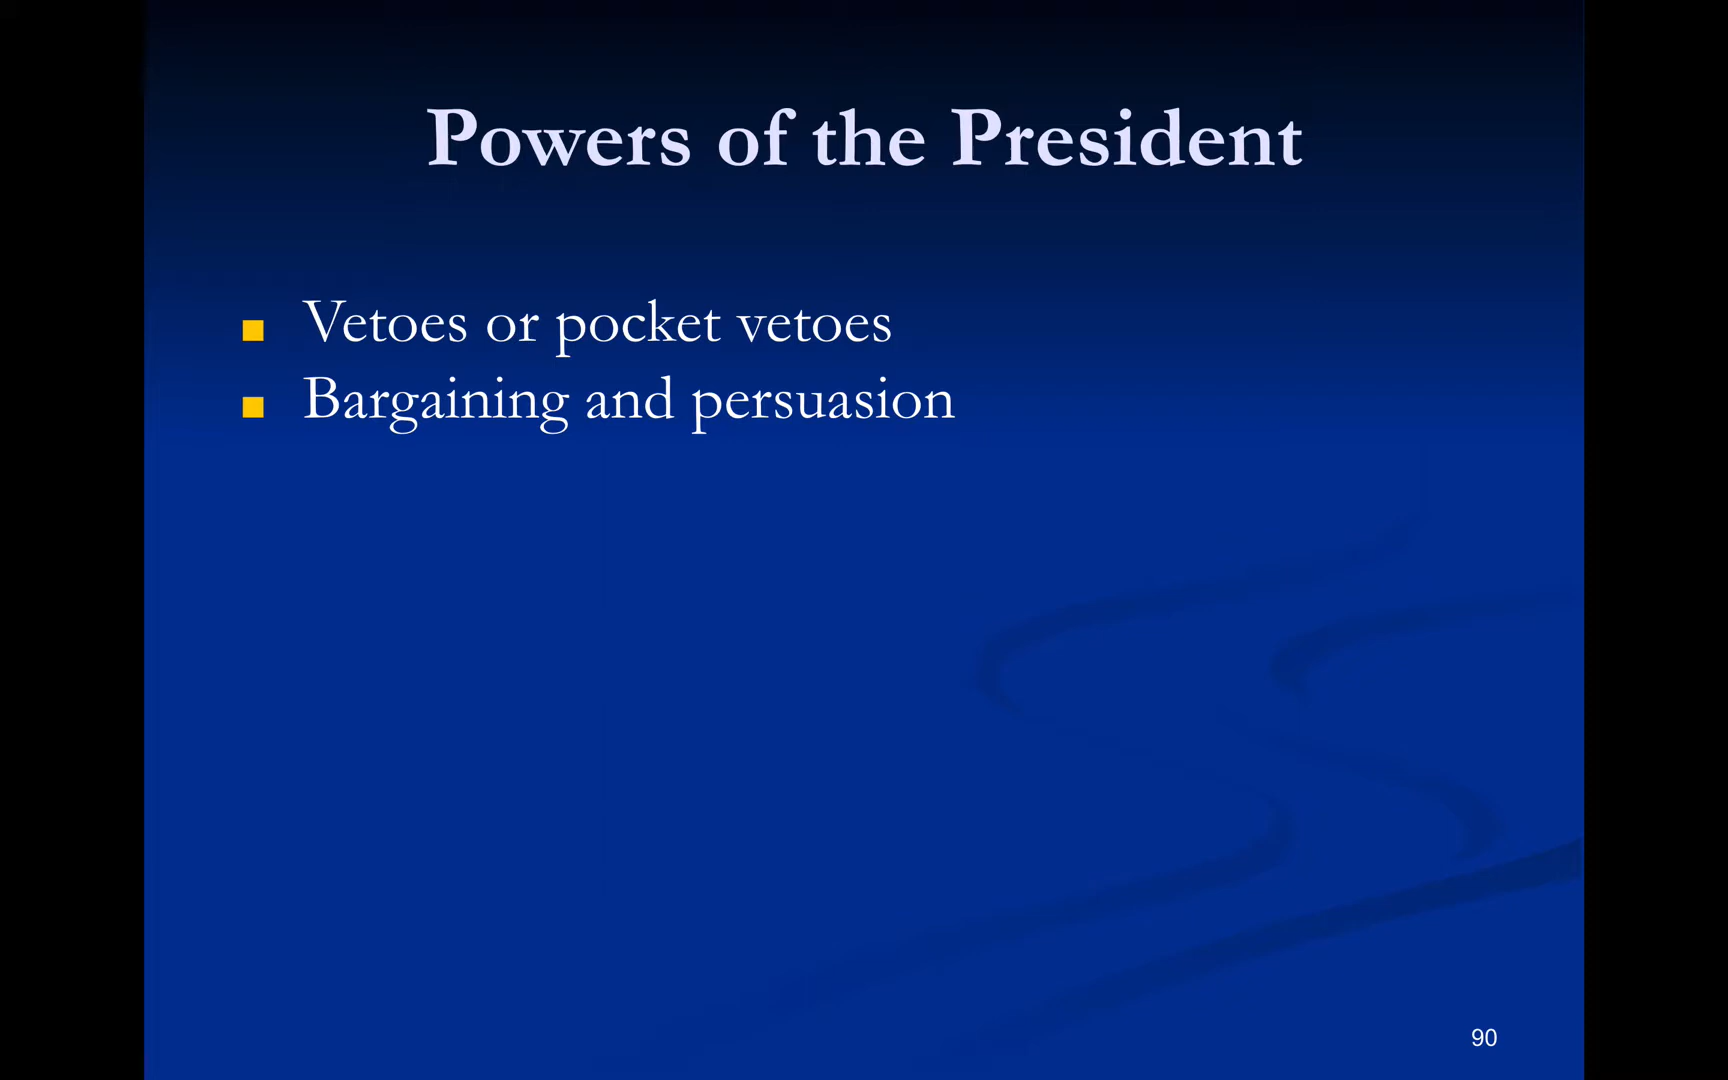 Powers of the President
Vetoes or pocket vetoes
Bargaining and persuasion
90